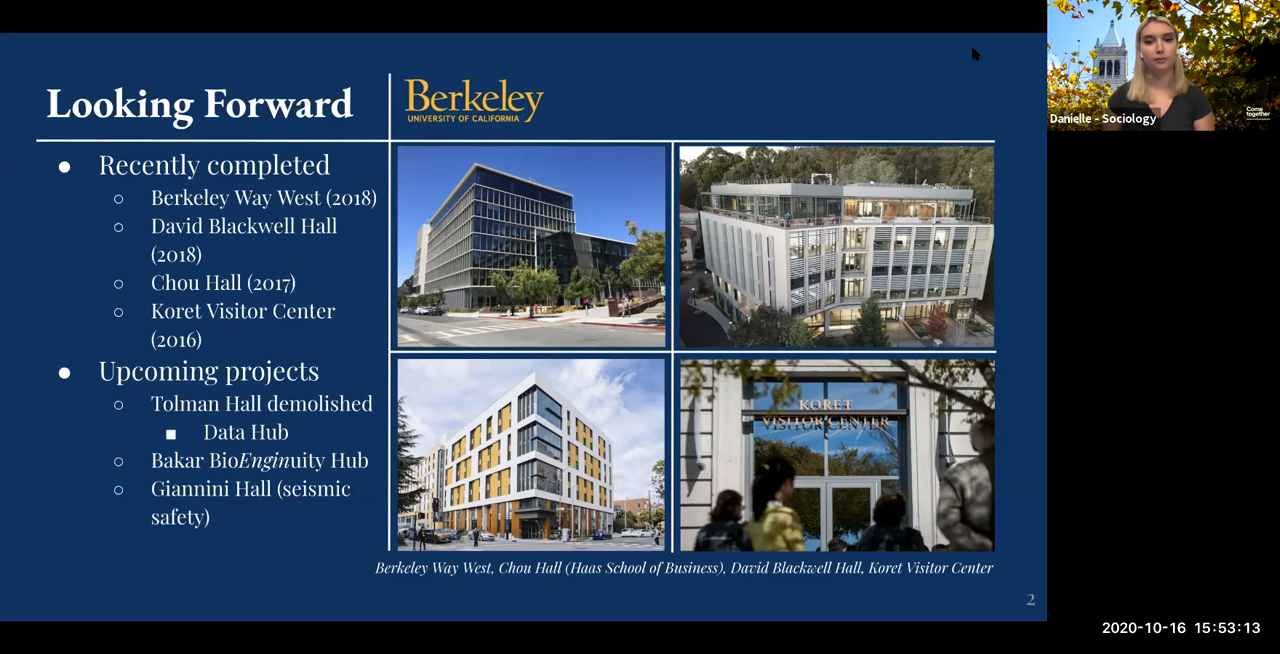 Looking Forward
Berkeley
UNIVERSITY OF CALIFORNIA
Recently completed
Berkeley Way West (2018)
David Blackwell Hall
(2018)
Chou Hall (2017)
Koret Visitor Center
(2016)
Upcoming projects
Tolman Hall demolished
Data Hub
Bakar BioEnginuity Hub
Giannini Hall (seismic
safety)
KORET
VISITOR CENTER
Berkeley Way West, Chou Hall (Haas School of Business), David Blackwell Hall, Koret Visitor Center
2
Danielle - Sociology
Come
together
2020-10-16 15:53:13